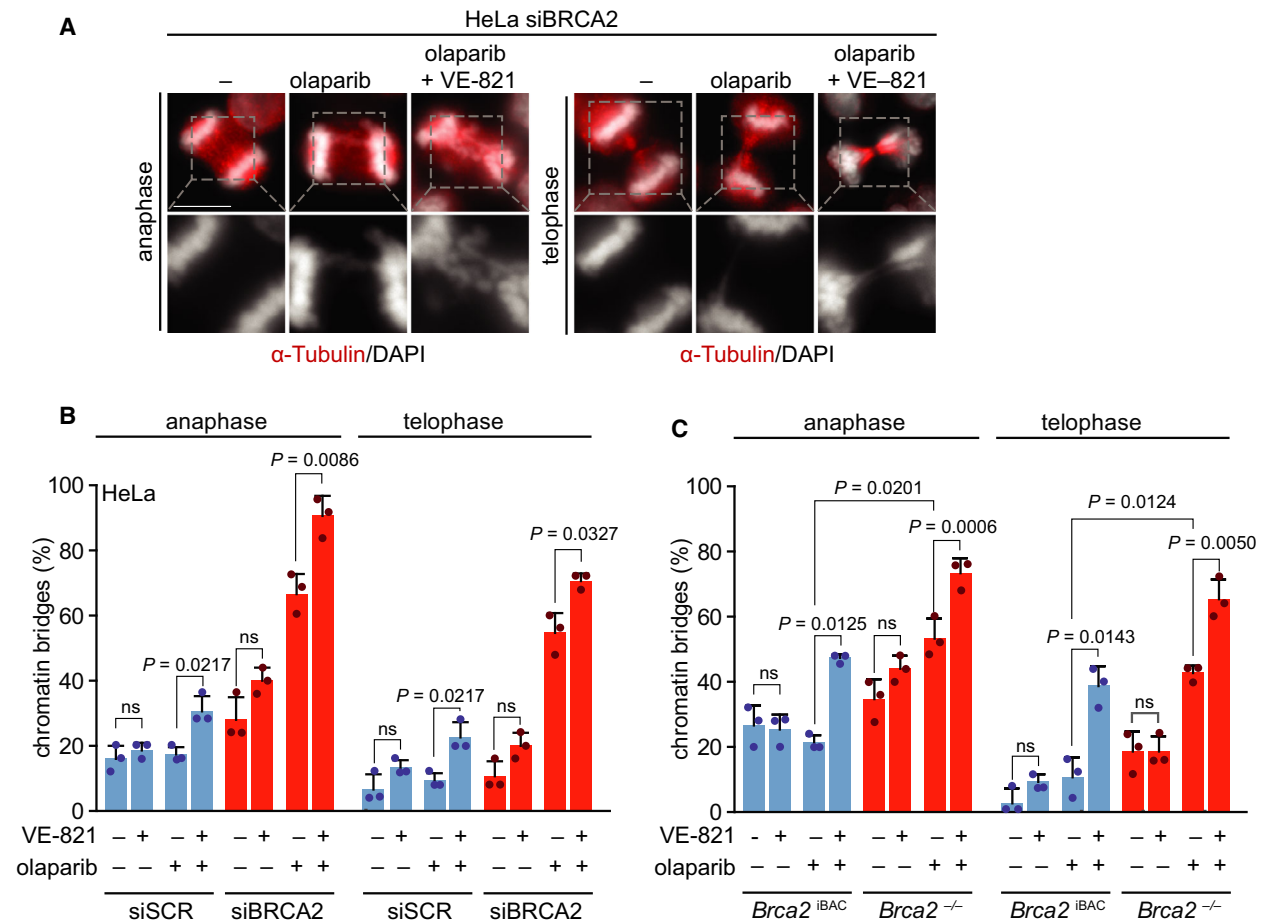 A
HeLa siBRCA2
– olaparib olaparib + VE-821 – olaparib olaparib + VE–821
anaphase
telophase
α-Tubulin/DAPI α-Tubulin/DAPI
B
anaphase telophase
HeLa
chromatin bridges (%)
100
80
60
40
20
0
ns P = 0.0217 ns P = 0.0086
ns P = 0.0217 ns P = 0.0327
VE-821 – + – + – + – + – + – + – + – +
olaparib – – + + – – + + – – + + – – + +
siSCR siBRCA2 siSCR siBRCA2
C
anaphase telophase
chromatin bridges (%)
100
80
60
40
20
0
P = 0.0201 P = 0.0124
ns P = 0.0125 ns P = 0.0006
ns P = 0.0143 ns P = 0.0050
VE-821 - + – + – + – + – + – + – + – +
olaparib – – + + – – + + – – + + – – + +
Brca2 iBAC Brca2 –/– Brca2 iBAC Brca2 –/–